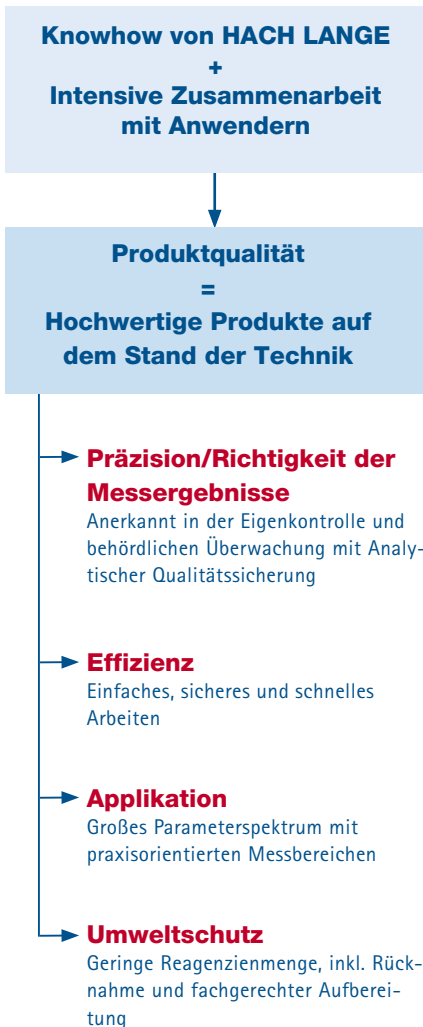 Knowhow von HACH LANGE
+
Intensive Zusammenarbeit
mit Anwendern
Produktqualität
=
Hochwertige Produkte auf
dem Stand der Technik
Präzision/Richtigkeit der
Messergebnisse
Anerkannt in der Eigenkontrolle und
behördlichen Überwachung mit Analy-
tischer Qualitätssicherung
Effizienz
Einfaches, sicheres und schnelles
Arbeiten
Applikation
Großes Parameterspektrum mit
praxisorientierten Messbereichen
Umweltschutz
Geringe Reagenzienmenge, inkl. Rück-
nahme und fachgerechter Aufberei-
tung